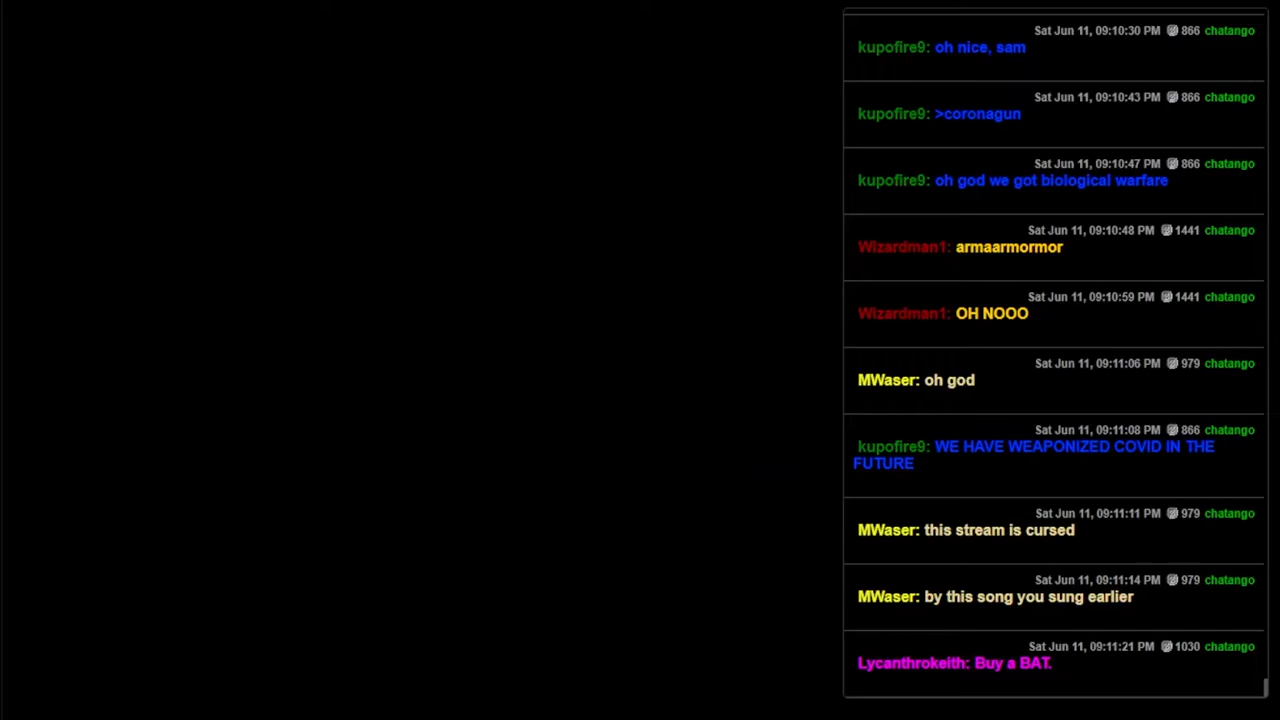 Sat Jun 11, 09:10:30 PM 866 chatango
kupofire9: oh nice, sam
Sat Jun 11, 09:10:43 PM 866 chatango
kupofire9: >coronagun
Sat Jun 11, 09:10:47 PM 866 chatango
kupofire9: oh god we got biological warfare
Sat Jun 11, 09:10:48 PM 1441 chatango
Wizardman1: armaarmormor
Sat Jun 11, 09:10:59 PM 1441 chatango
Wizardman1: OH NOOO
Sat Jun 11, 09:11:06 PM 979 chatango
MWaser: oh god
Sat Jun 11, 09:11:08 PM 866 chatango
kupofire9: WE HAVE WEAPONIZED COVID IN THE
FUTURE
Sat Jun 11, 09:11:11 PM 979 chatango
MWaser: this stream is cursed
Sat Jun 11, 09:11:14 PM 979 chatango
MWaser: by this song you sung earlier
Sat Jun 11, 09:11:21 PM 1030 chatango
Lycanthrokeith: Buy a BAT.